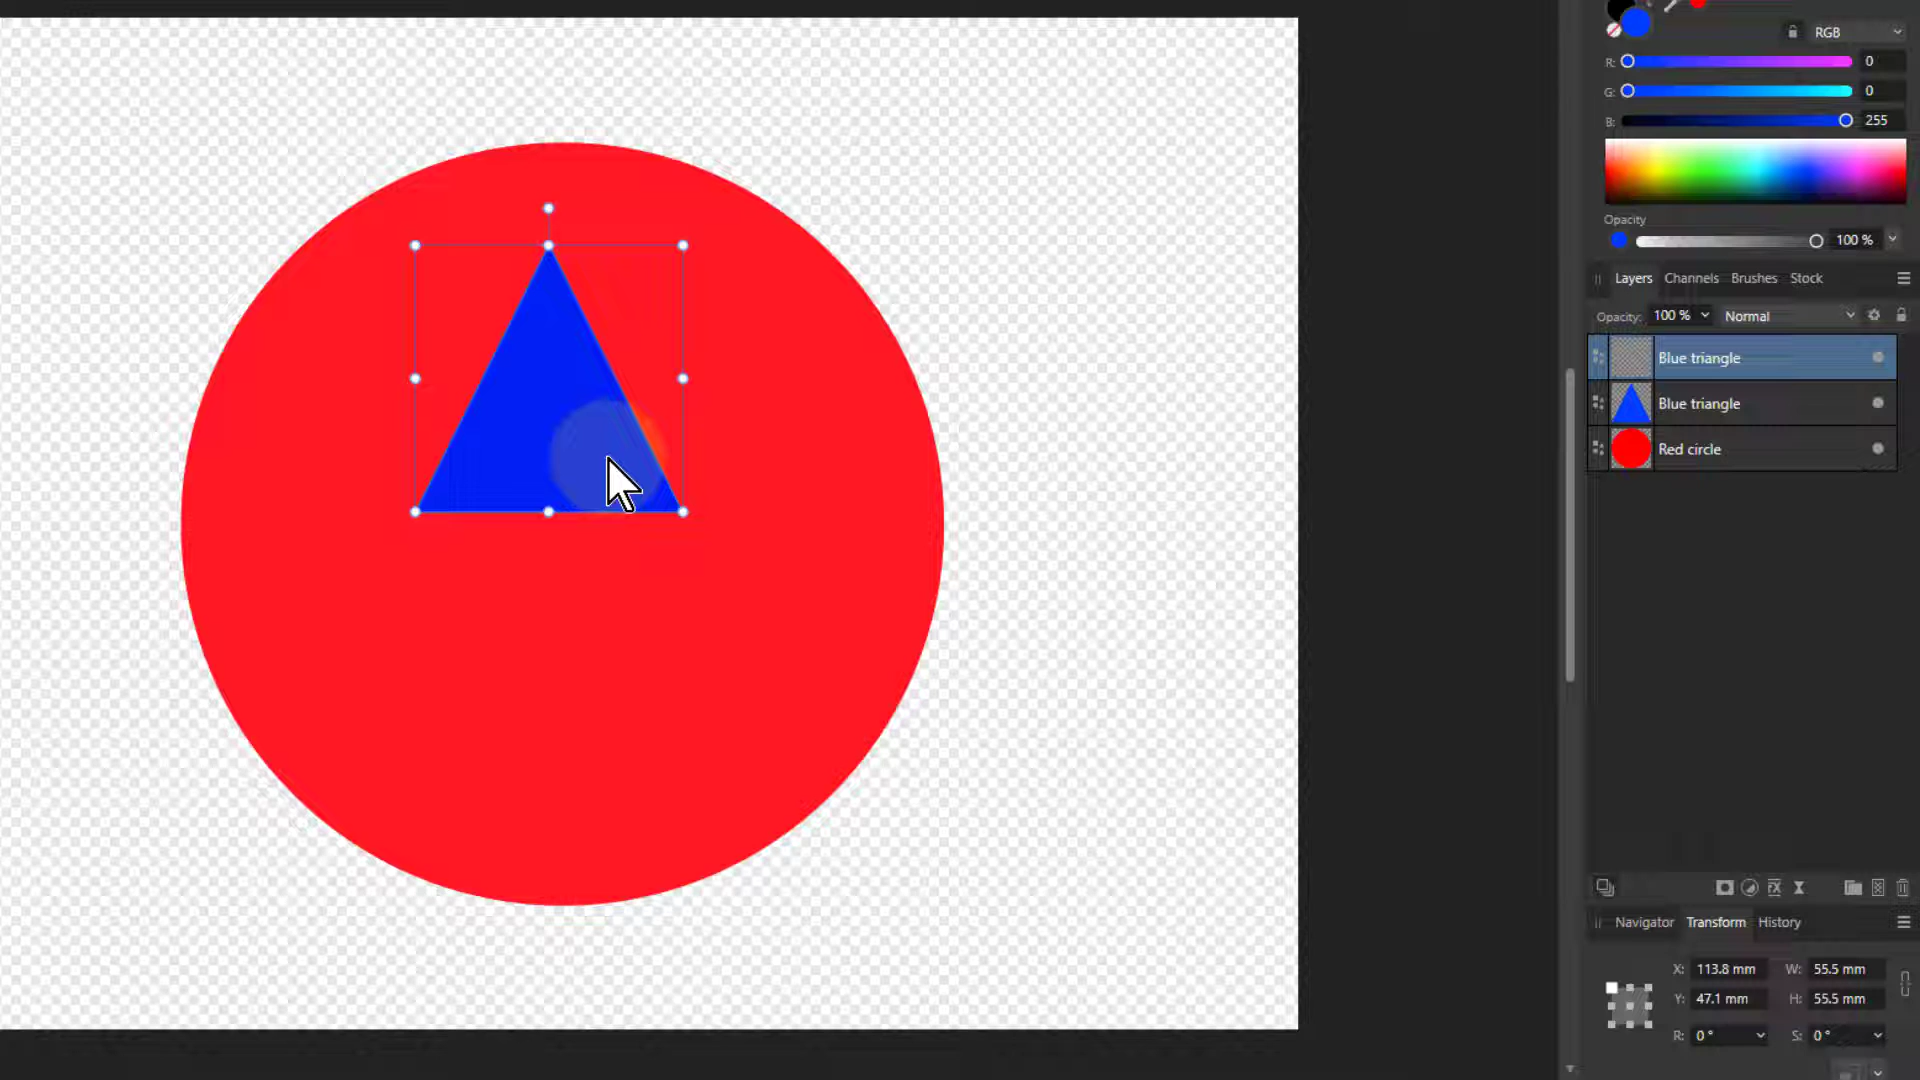 RGB
R: 0
G: 0
B: 255
Opacity
100 %
Layers Channels Brushes Stock
Opacity: 100 % Normal
Blue triangle
Blue triangle
Red circle
Navigator Transform History
X: 113.8 mm W: 55.5 mm
Y: 47.1 mm H: 55.5 mm
R: 0 ° S: 0 °